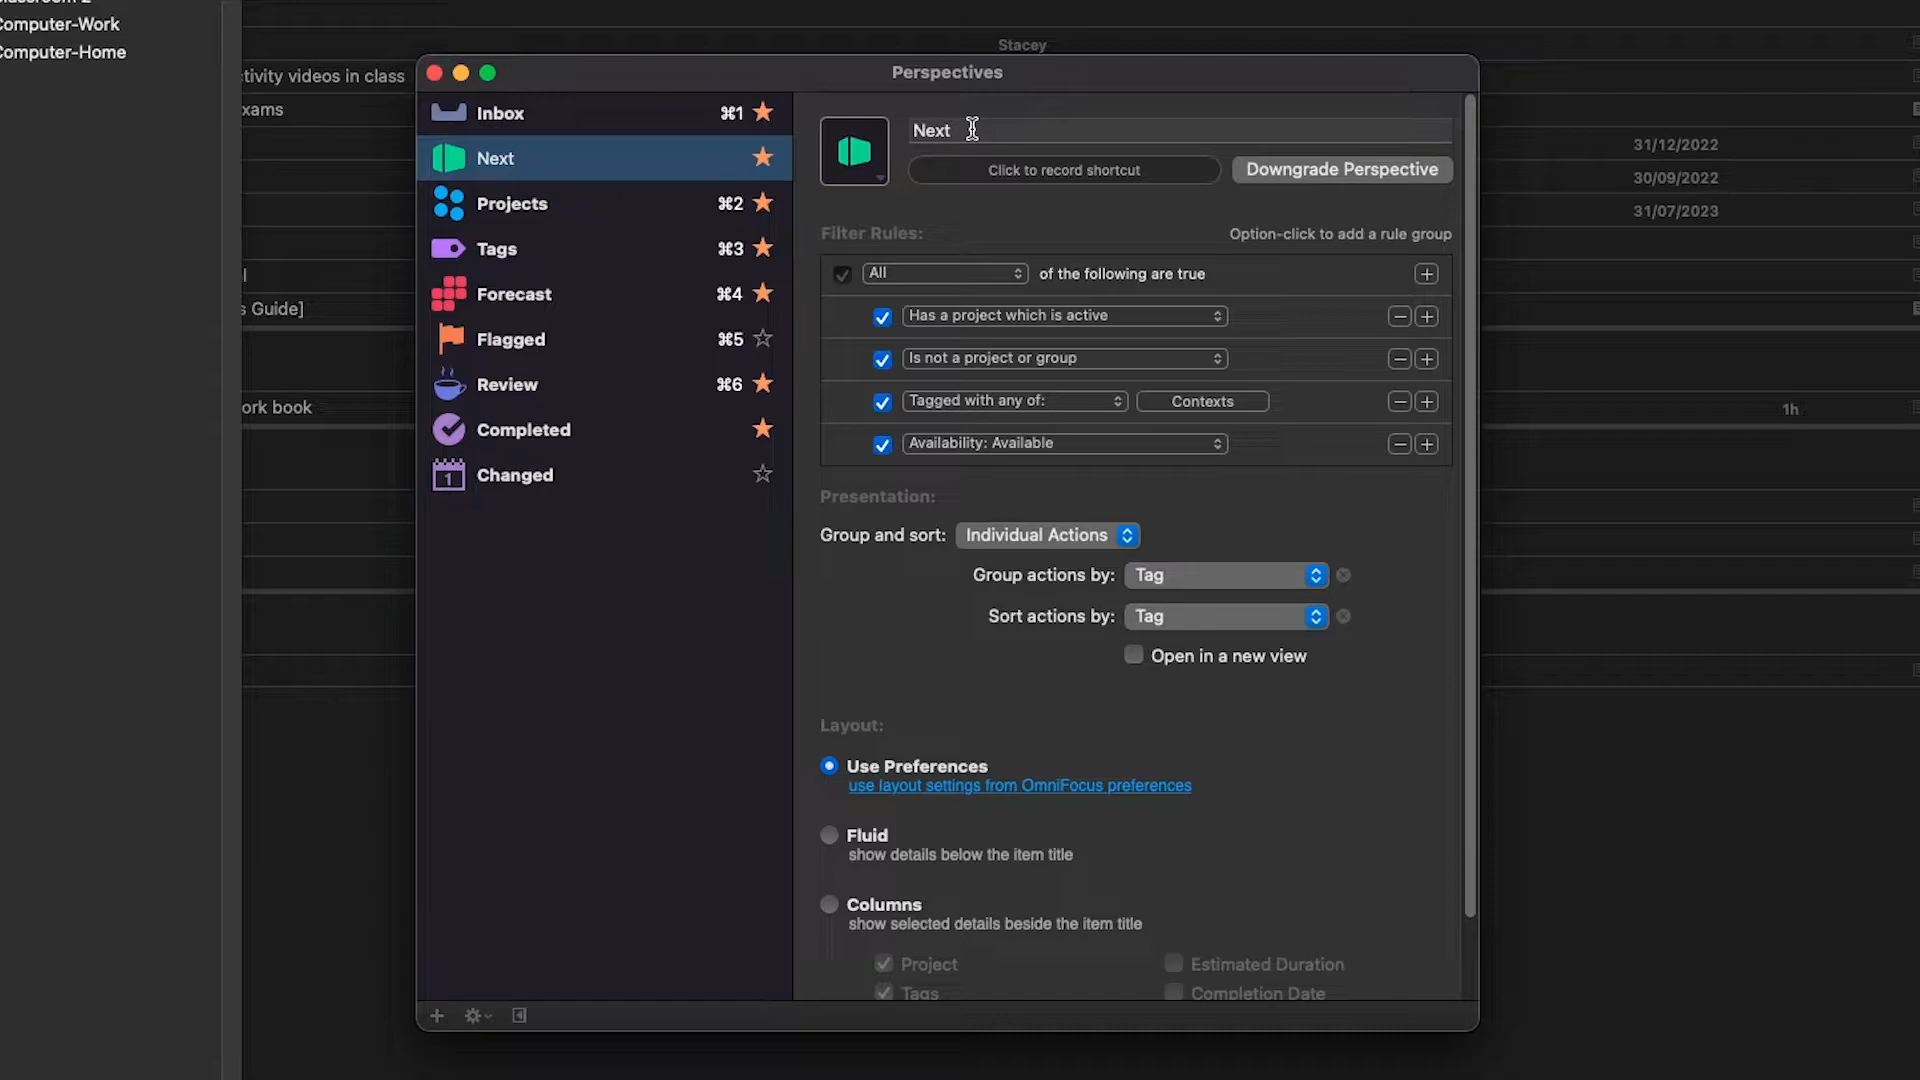 Computer-Work
Computer-Home
Stacey
tivity videos in class
xams
31/12/2022
30/09/2022
31/07/2023
s Guide]
ork book
1h
Perspectives
Inbox ⌘1
Next
Projects ⌘2
Tags ⌘3
Forecast ⌘4
Flagged ⌘5
Review ⌘6
Completed
1 Changed
Next
Click to record shortcut
Downgrade Perspective
Filter Rules:
Option-click to add a rule group
All of the following are true
Has a project which is active
Is not a project or group
Tagged with any of: Contexts
Availability: Available
Presentation:
Group and sort: Individual Actions
Group actions by: Tag
Sort actions by: Tag
Open in a new view
Layout:
Use Preferences
use layout settings from OmniFocus preferences
Fluid
show details below the item title
Columns
show selected details beside the item title
Project Estimated Duration
Tags Completion Date